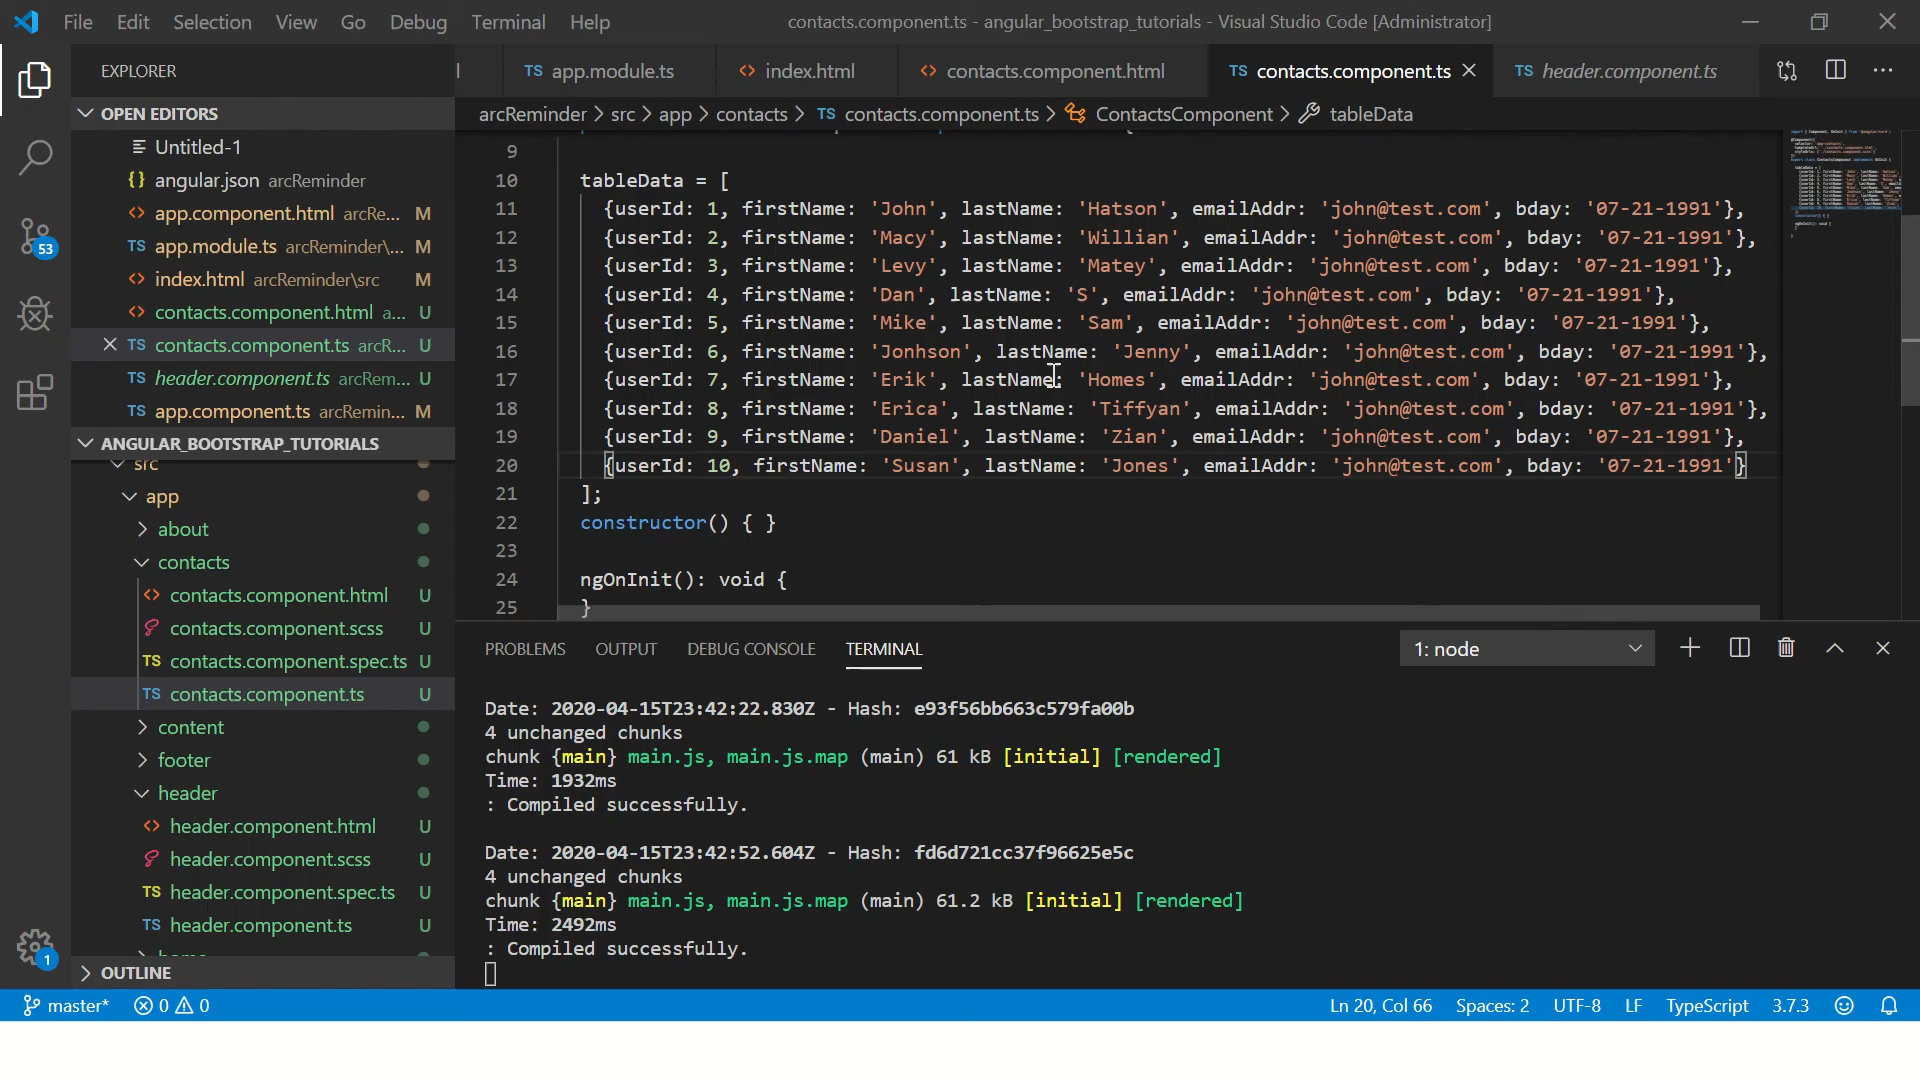 File Edit Selection View Go Debug Terminal Help contacts.component.ts - angular_bootstrap_tutorials - Visual Studio Code [Administrator]
EXPLORER
TS app.module.ts <> index.html <> contacts.component.html TS contacts.component.ts TS header.component.ts
OPEN EDITORS
arcReminder > src > app > contacts > TS contacts.component.ts > ContactsComponent > tableData
Untitled-1
{} angular.json arcReminder
<> app.component.html arcRe... M
TS app.module.ts arcReminder\... M
<> index.html arcReminder\src M
<> contacts.component.html a... U
TS contacts.component.ts arcR... U
TS header.component.ts arcRem... U
TS app.component.ts arcRemin... M
ANGULAR_BOOTSTRAP_TUTORIALS
src
app
about
contacts
<> contacts.component.html U
contacts.component.scss U
TS contacts.component.spec.ts U
TS contacts.component.ts U
content
footer
header
<> header.component.html U
header.component.scss U
TS header.component.spec.ts U
TS header.component.ts U
OUTLINE
53
1
9
10 tableData = [
11 {userId: 1, firstName: 'John', lastName: 'Hatson', emailAddr: 'john@test.com', bday: '07-21-1991'},
12 {userId: 2, firstName: 'Macy', lastName: 'Willian', emailAddr: 'john@test.com', bday: '07-21-1991'},
13 {userId: 3, firstName: 'Levy', lastName: 'Matey', emailAddr: 'john@test.com', bday: '07-21-1991'},
14 {userId: 4, firstName: 'Dan', lastName: 'S', emailAddr: 'john@test.com', bday: '07-21-1991'},
15 {userId: 5, firstName: 'Mike', lastName: 'Sam', emailAddr: 'john@test.com', bday: '07-21-1991'},
16 {userId: 6, firstName: 'Jonhson', lastName: 'Jenny', emailAddr: 'john@test.com', bday: '07-21-1991'},
17 {userId: 7, firstName: 'Erik', lastName: 'Homes', emailAddr: 'john@test.com', bday: '07-21-1991'},
18 {userId: 8, firstName: 'Erica', lastName: 'Tiffyan', emailAddr: 'john@test.com', bday: '07-21-1991'},
19 {userId: 9, firstName: 'Daniel', lastName: 'Zian', emailAddr: 'john@test.com', bday: '07-21-1991'},
20 {userId: 10, firstName: 'Susan', lastName: 'Jones', emailAddr: 'john@test.com', bday: '07-21-1991'}
21 ];
22 constructor() { }
23
24 ngOnInit(): void {
25 }
PROBLEMS OUTPUT DEBUG CONSOLE TERMINAL 1: node
Date: 2020-04-15T23:42:22.830Z - Hash: e93f56bb663c579fa00b
4 unchanged chunks
chunk {main} main.js, main.js.map (main) 61 kB [initial] [rendered]
Time: 1932ms
: Compiled successfully.
Date: 2020-04-15T23:42:52.604Z - Hash: fd6d721cc37f96625e5c
4 unchanged chunks
chunk {main} main.js, main.js.map (main) 61.2 kB [initial] [rendered]
Time: 2492ms
: Compiled successfully.
master* 0 0 Ln 20, Col 66 Spaces: 2 UTF-8 LF TypeScript 3.7.3